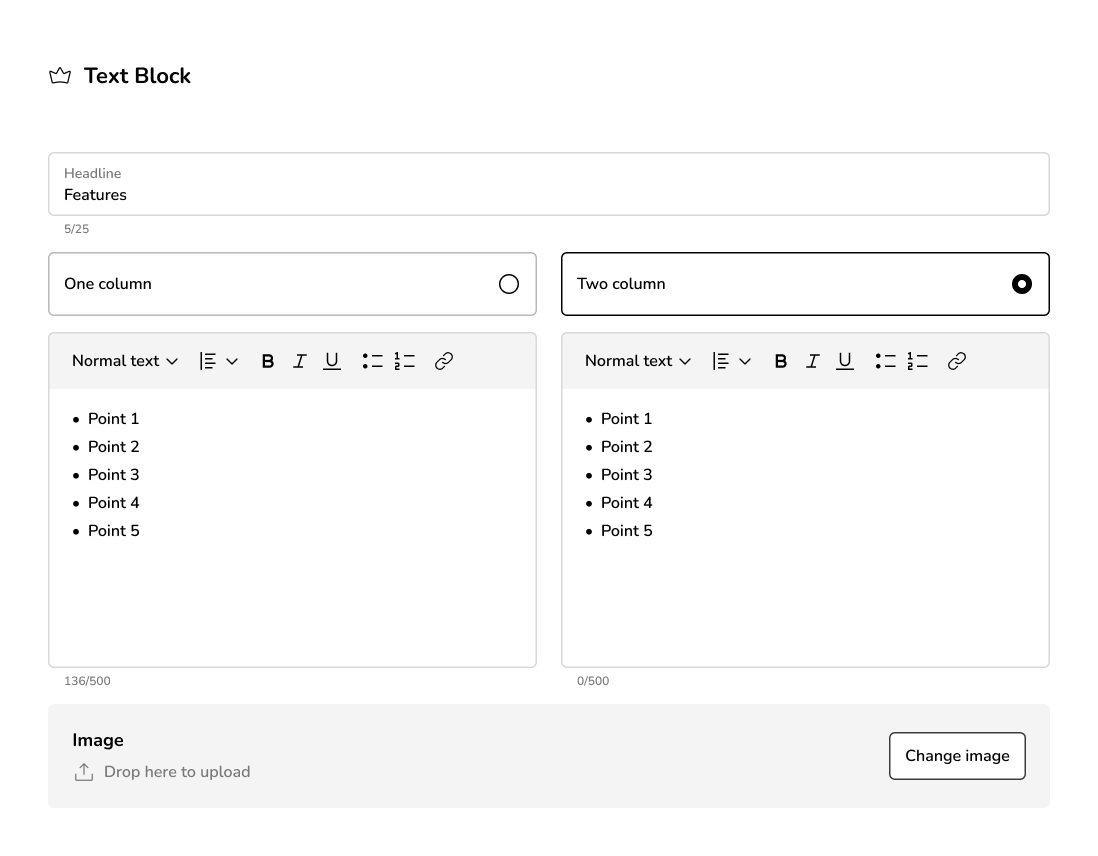 Text Block
Headline
Features
5/25
One column
Two column
Normal text B I U
Point 1
Point 2
Point 3
Point 4
Point 5
136/500
Normal text B I U
Point 1
Point 2
Point 3
Point 4
Point 5
0/500
Image
Drop here to upload
Change image